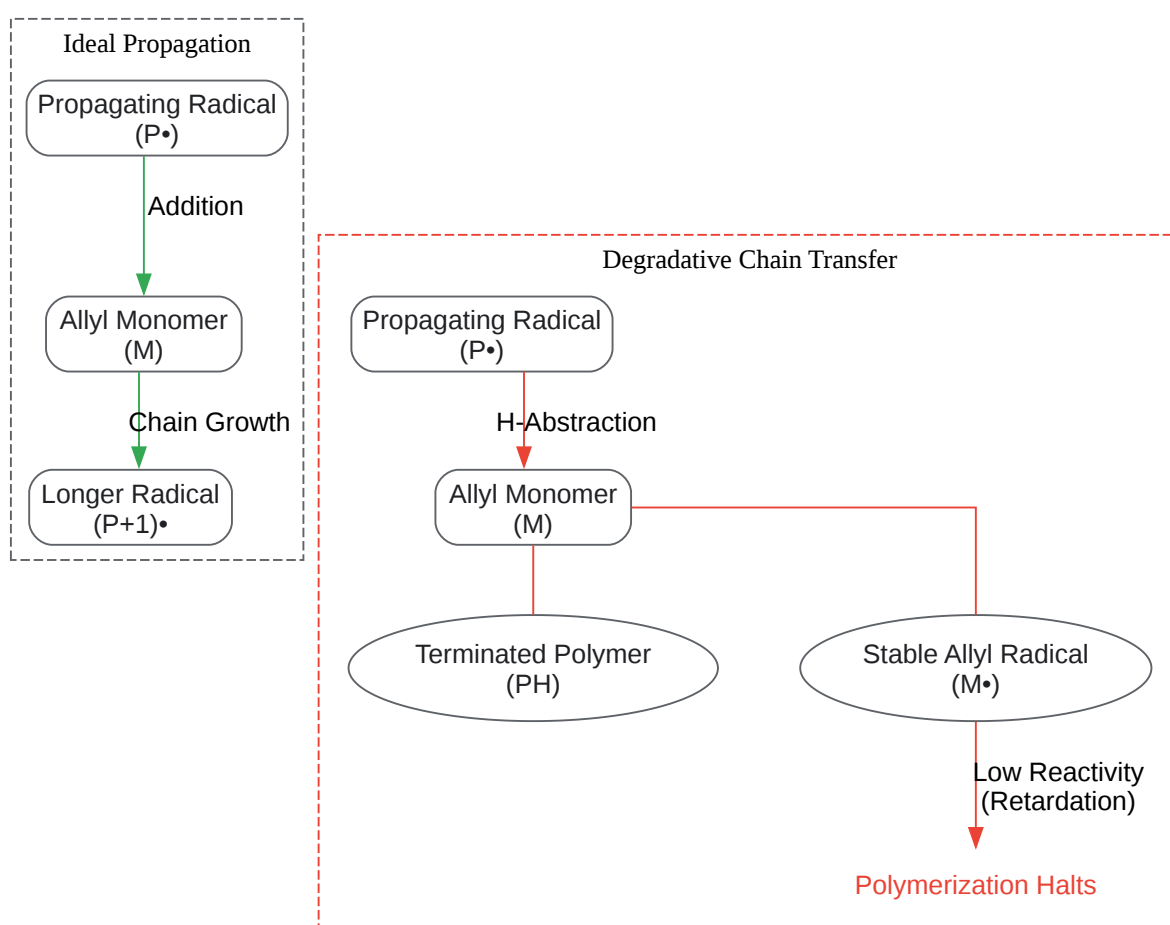 Ideal Propagation
Propagating Radical
(P•)
Addition
Allyl Monomer
(M)
Chain Growth
Longer Radical
(P+1)•
Degradative Chain Transfer
Propagating Radical
(P•)
H-Abstraction
Allyl Monomer
(M)
Terminated Polymer
(PH)
Stable Allyl Radical
(M•)
Low Reactivity
(Retardation)
Polymerization Halts